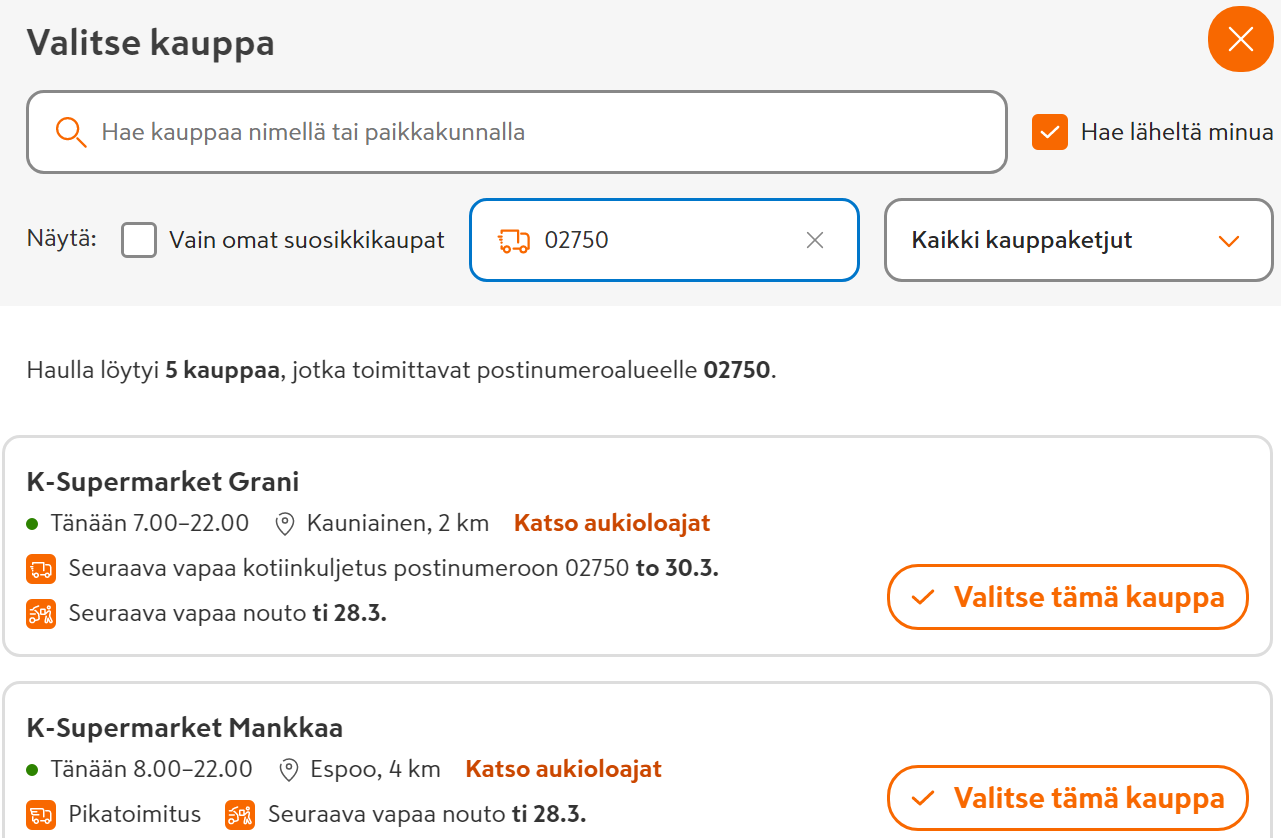 Valitse kauppa
Hae kauppaa nimellä tai paikkakunnalla
Hae läheltä minua
Näytä:
Vain omat suosikkikaupat
02750
Kaikki kauppaketjut
Haulla löytyi 5 kauppaa, jotka toimittavat postinumeroalueelle 02750.
K-Supermarket Grani
Tänään 7.00–22.00 Kauniainen, 2 km Katso aukioloajat
Seuraava vapaa kotiinkuljetus postinumeroon 02750 to 30.3.
Seuraava vapaa nouto ti 28.3.
Valitse tämä kauppa
K-Supermarket Mankkaa
Tänään 8.00–22.00 Espoo, 4 km Katso aukioloajat
Pikatoimitus Seuraava vapaa nouto ti 28.3.
Valitse tämä kauppa